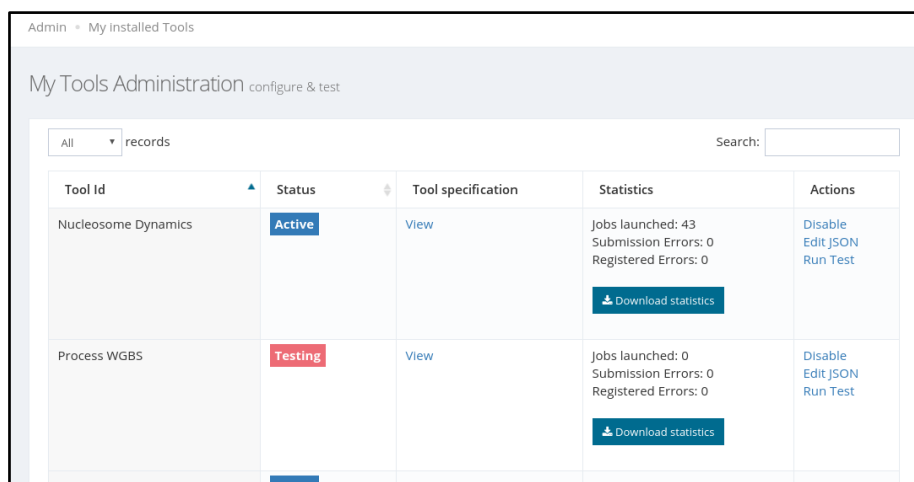 Admin • My installed Tools
My Tools Administration configure & test
All records Search:
Tool Id Status Tool specification Statistics Actions
Nucleosome Dynamics Active View Jobs launched: 43 Disable
Submission Errors: 0 Edit JSON
Registered Errors: 0 Run Test
Download statistics
Process WGBS Testing View Jobs launched: 0 Disable
Submission Errors: 0 Edit JSON
Registered Errors: 0 Run Test
Download statistics